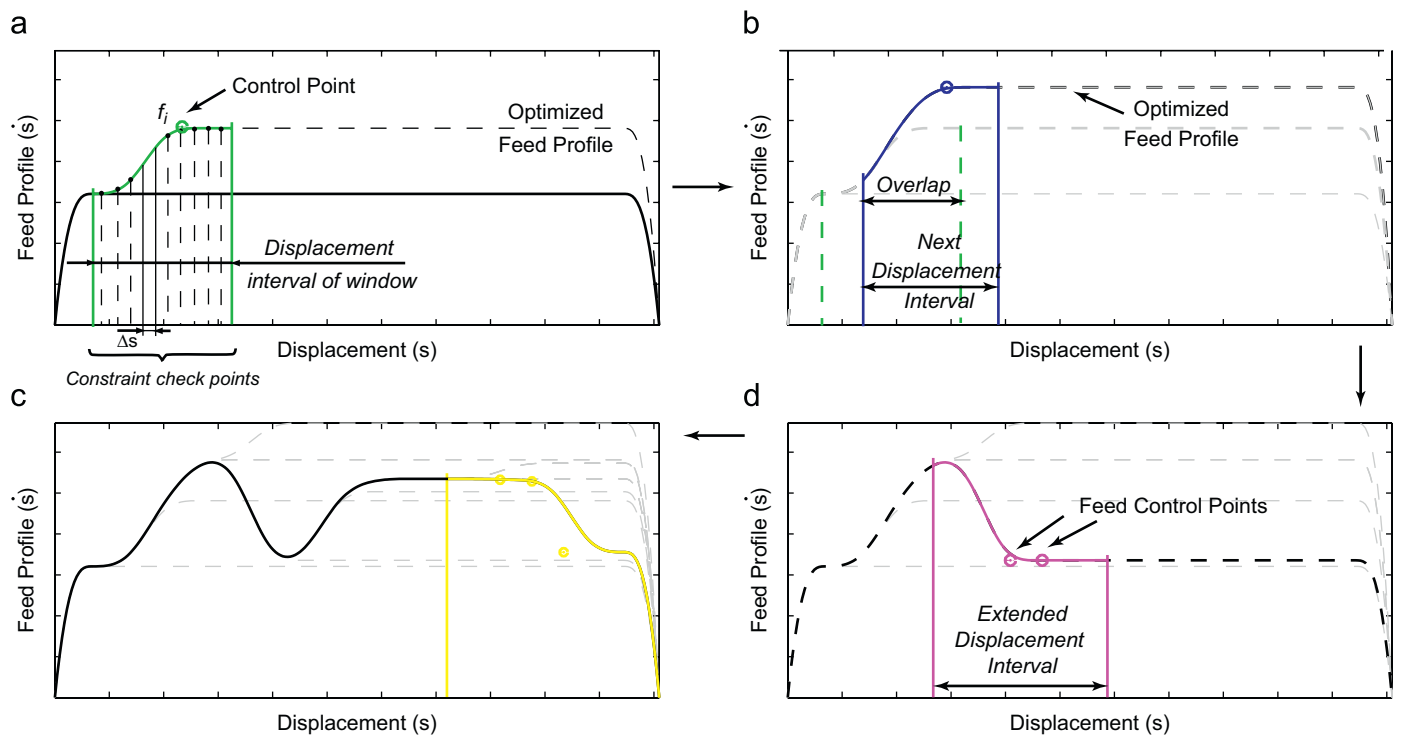 a
Control Point
f_i
Optimized
Feed Profile
Displacement
interval of window
Δs
Constraint check points
Feed Profile (ṡ)
Displacement (s)
b
Optimized
Feed Profile
Overlap
Next
Displacement
Interval
Feed Profile (ṡ)
Displacement (s)
c
Feed Profile (ṡ)
Displacement (s)
d
Feed Control Points
Extended
Displacement
Interval
Feed Profile (ṡ)
Displacement (s)